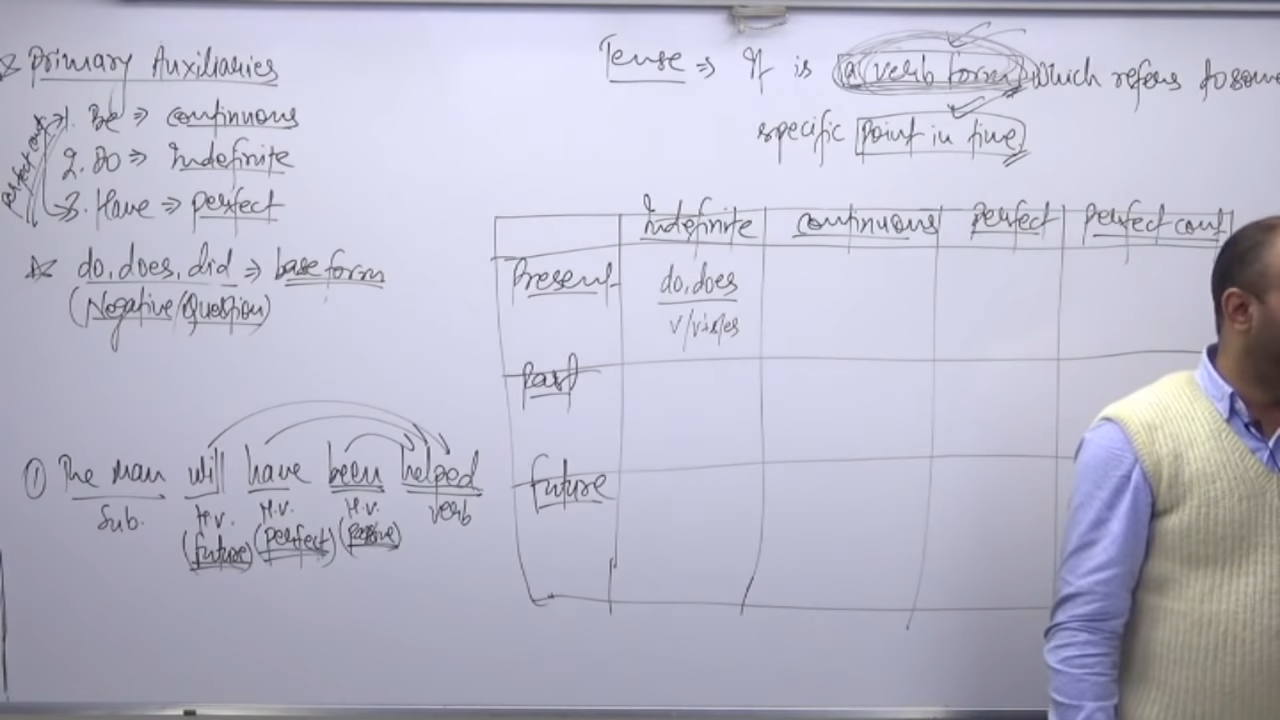 Primary Auxiliaries
1. Be ⇒ continuous
2. Do ⇒ Indefinite
3. Have ⇒ perfect
perfect cont
do, does, did ⇒ base form
(Negative/Question)
① The man will have been helped
Sub. H.v. H.v. H.v. verb
(future) (perfect) (passive)
Tense ⇒ It is a verb form which refers to some
specific point in time
Indefinite continuous perfect perfect cont
Present do, does
v/v+s/es
Past
future